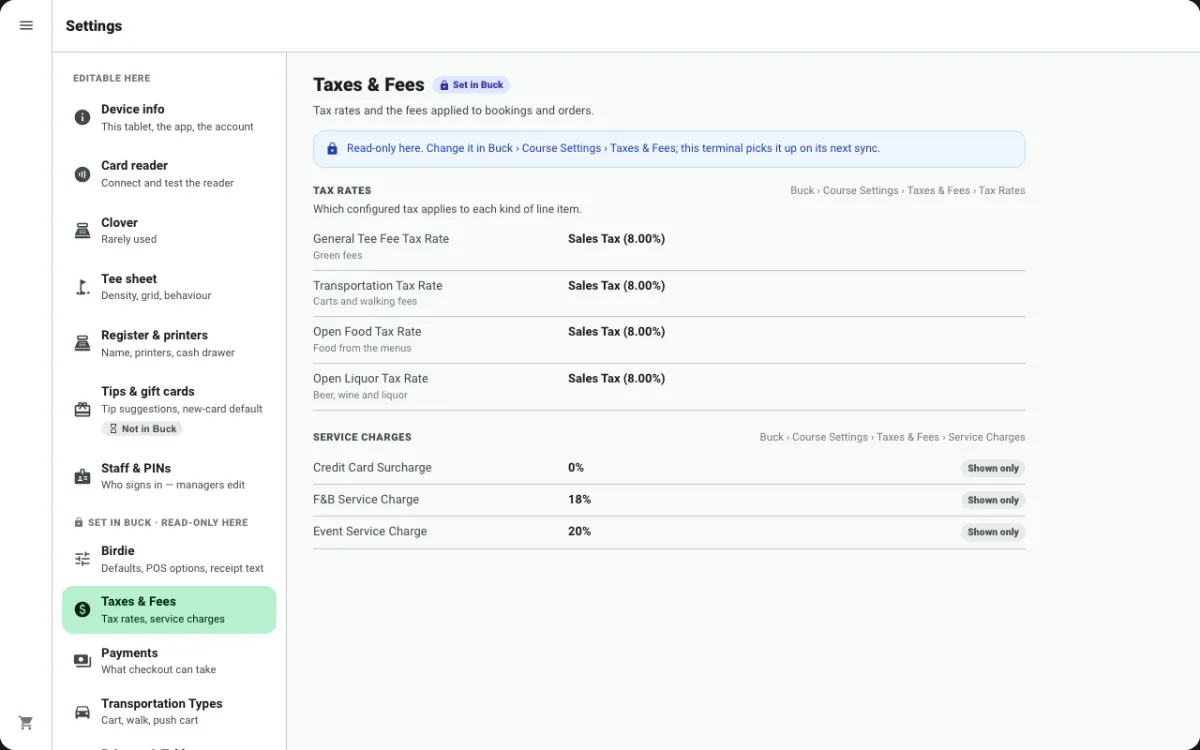 Settings
EDITABLE HERE
Device info
This tablet, the app, the account
Card reader
Connect and test the reader
Clover
Rarely used
Tee sheet
Density, grid, behaviour
Register & printers
Name, printers, cash drawer
Tips & gift cards
Tip suggestions, new-card default
Not in Buck
Staff & PINs
Who signs in — managers edit
SET IN BUCK · READ-ONLY HERE
Birdie
Defaults, POS options, receipt text
Taxes & Fees
Tax rates, service charges
Payments
What checkout can take
Transportation Types
Cart, walk, push cart
Taxes & Fees Set in Buck
Tax rates and the fees applied to bookings and orders.
Read-only here. Change it in Buck › Course Settings › Taxes & Fees; this terminal picks it up on its next sync.
TAX RATES Buck › Course Settings › Taxes & Fees › Tax Rates
Which configured tax applies to each kind of line item.
General Tee Fee Tax Rate Sales Tax (8.00%)
Green fees
Transportation Tax Rate Sales Tax (8.00%)
Carts and walking fees
Open Food Tax Rate Sales Tax (8.00%)
Food from the menus
Open Liquor Tax Rate Sales Tax (8.00%)
Beer, wine and liquor
SERVICE CHARGES Buck › Course Settings › Taxes & Fees › Service Charges
Credit Card Surcharge 0% Shown only
F&B Service Charge 18% Shown only
Event Service Charge 20% Shown only